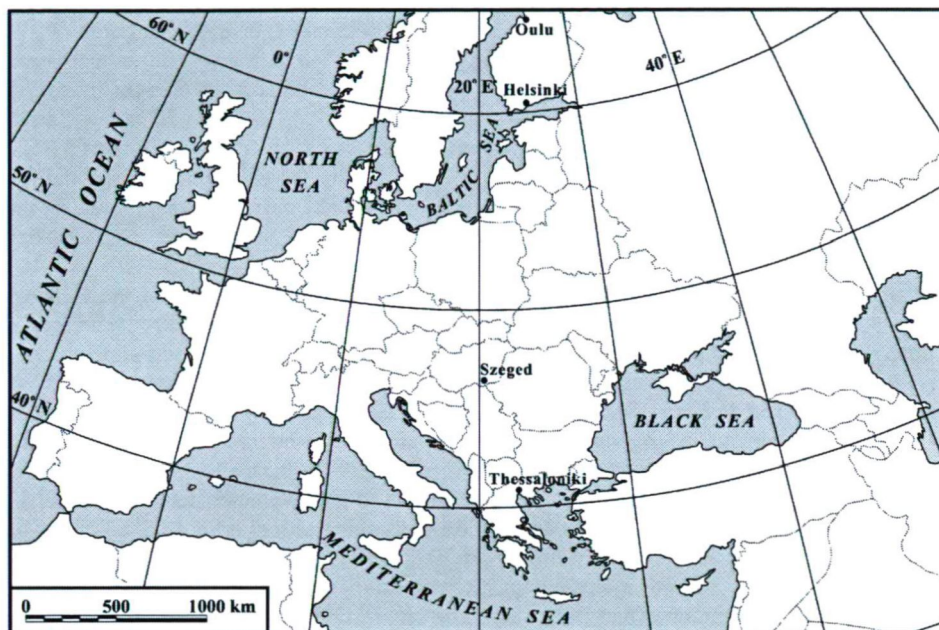 60° N
0°
Oulu
40° E
20° E
Helsinki
NORTH
SEA
BALTIC
SEA
50° N
ATLANTIC OCEAN
Szeged
40° N
BLACK SEA
Thessaloniki
MEDITERRANEAN SEA
0 500 1000 km